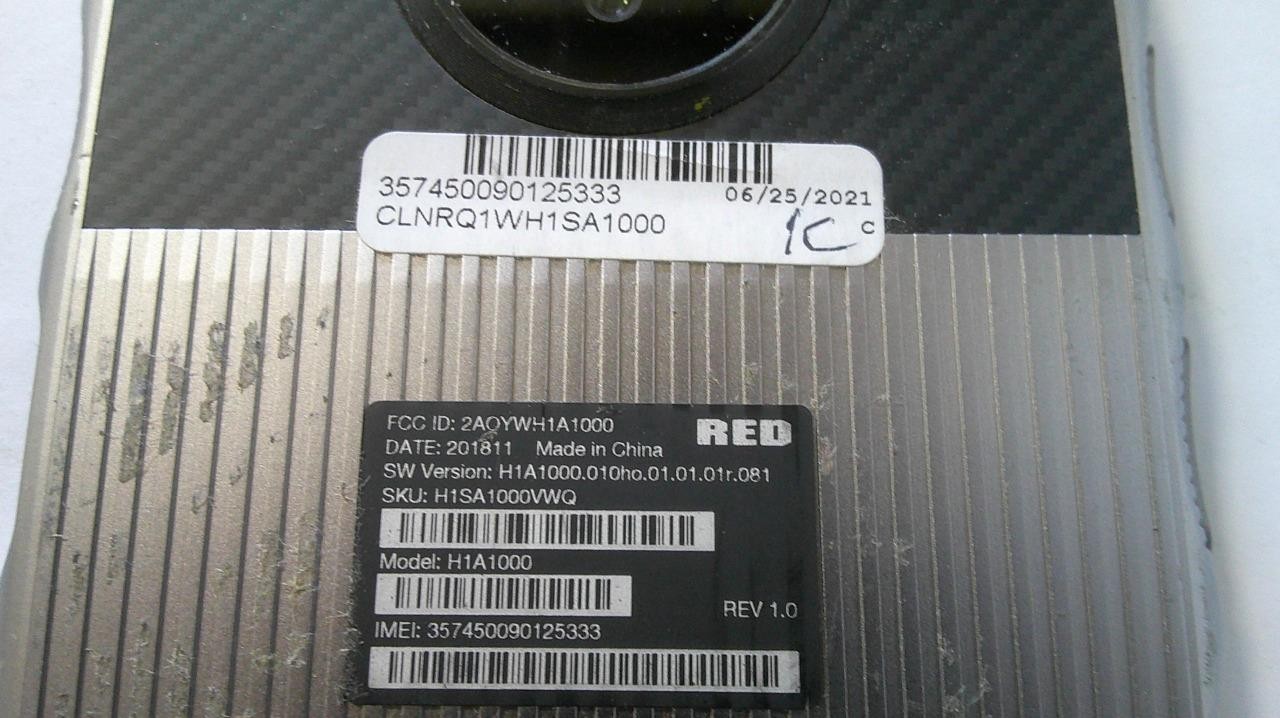 357450090125333 06/25/2021
CLNRQ1WH1SA1000 1C C
FCC ID: 2AQYWH1A1000
RED
DATE: 201811 Made in China
SW Version: H1A1000.010ho.01.01.01r.081
SKU: H1SA1000VWQ
Model: H1A1000
REV 1.0
IMEI: 357450090125333